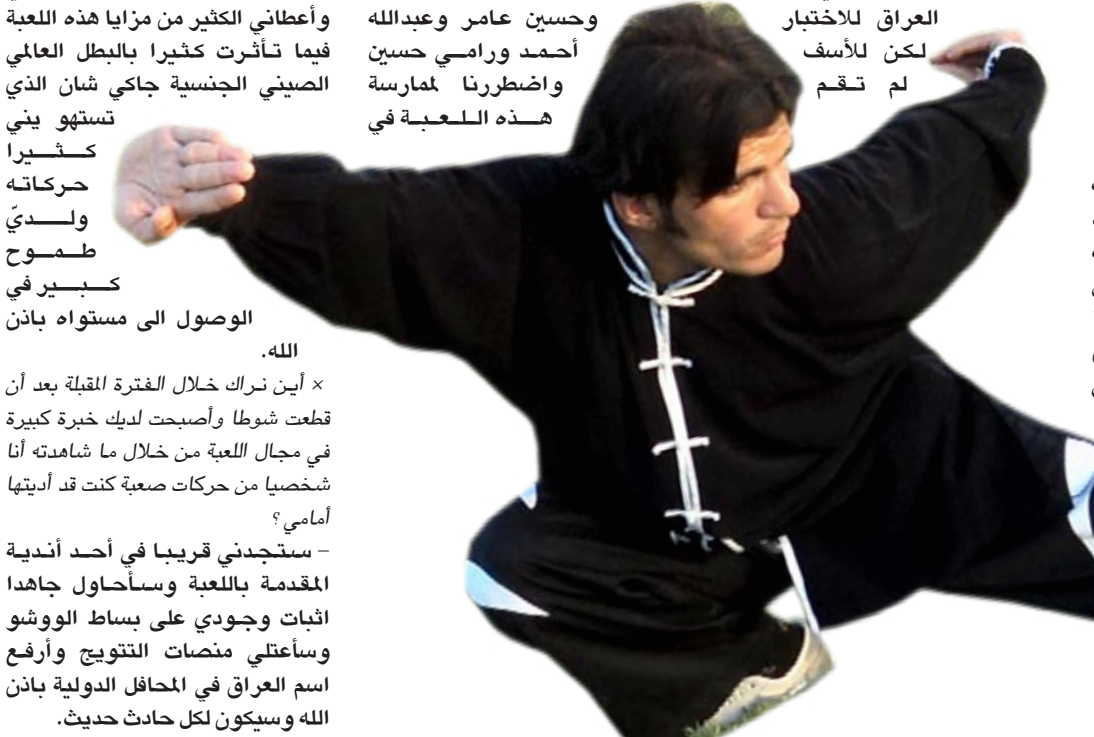 العراق للاختبار
لكن للأسف
لم تقم
وحسين عامر وعبدالله
أحمد ورامي حسين
واضطررنا لممارسة
هذه اللعبة في
وأعطاني الكثير من مزايا هذه اللعبة
فيما تأثرت كثيرا بالبطل العالمي
الصيني الجنسية جاكي شان الذي
تستهو يني
كثيرا
حركاته
ولديّ
طموح
كبير في
الوصول الى مستواه باذن
الله.
× أين نراك خلال الفترة المقبلة بعد أن
قطعت شوطا وأصبحت لديك خبرة كبيرة
في مجال اللعبة من خلال ما شاهدته أنا
شخصيا من حركات صعبة كنت قد أديتها
أمامي؟
– ستجدني قريبا في أحد أندية
المقدمة باللعبة وسأحاول جاهدا
اثبات وجودي على بساط الووشو
وسأعتلي منصات التتويج وأرفع
اسم العراق في المحافل الدولية باذن
الله وسيكون لكل حادث حديث.